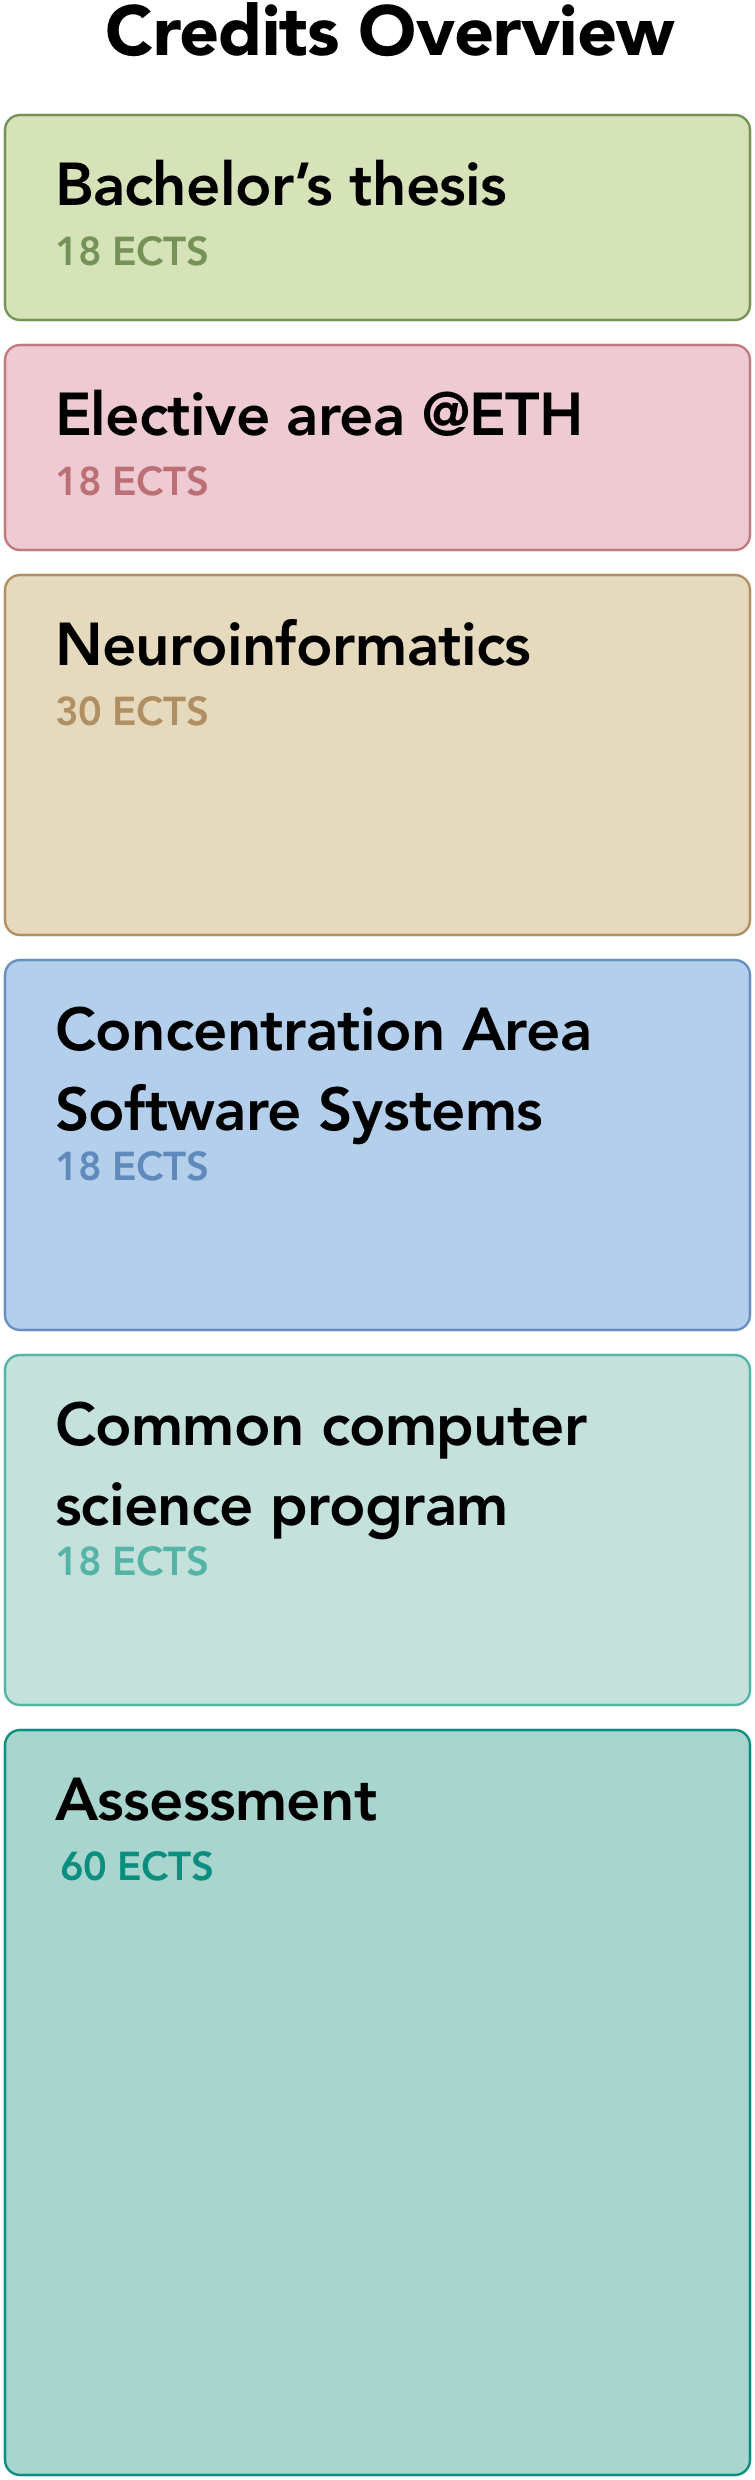 Credits Overview
Bachelor’s thesis
18 ECTS
Elective area @ETH
18 ECTS
Neuroinformatics
30 ECTS
Concentration Area
Software Systems
18 ECTS
Common computer
science program
18 ECTS
Assessment
60 ECTS